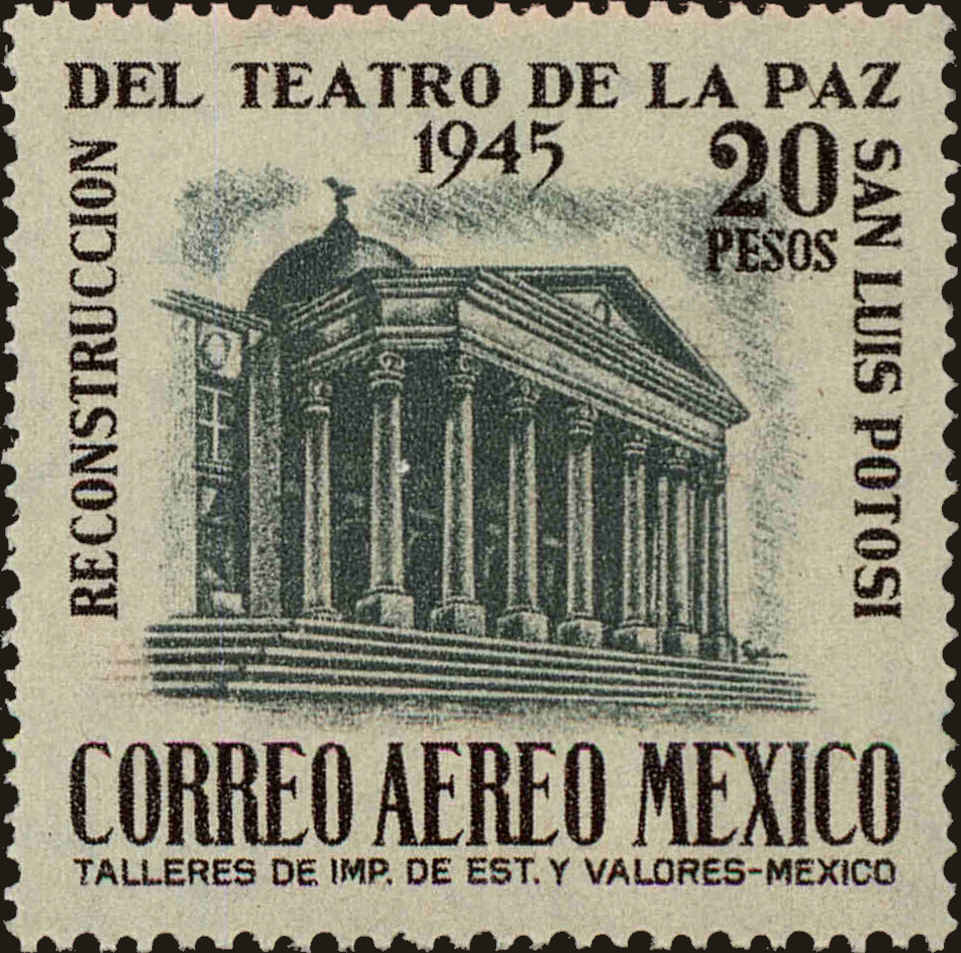 RECONSTRUCCION
DEL TEATRO DE LA PAZ
SAN LUIS POTOSI
1945
20
PESOS
CORREO AEREO MEXICO
TALLERES DE IMP. DE EST. Y VALORES-MEXICO